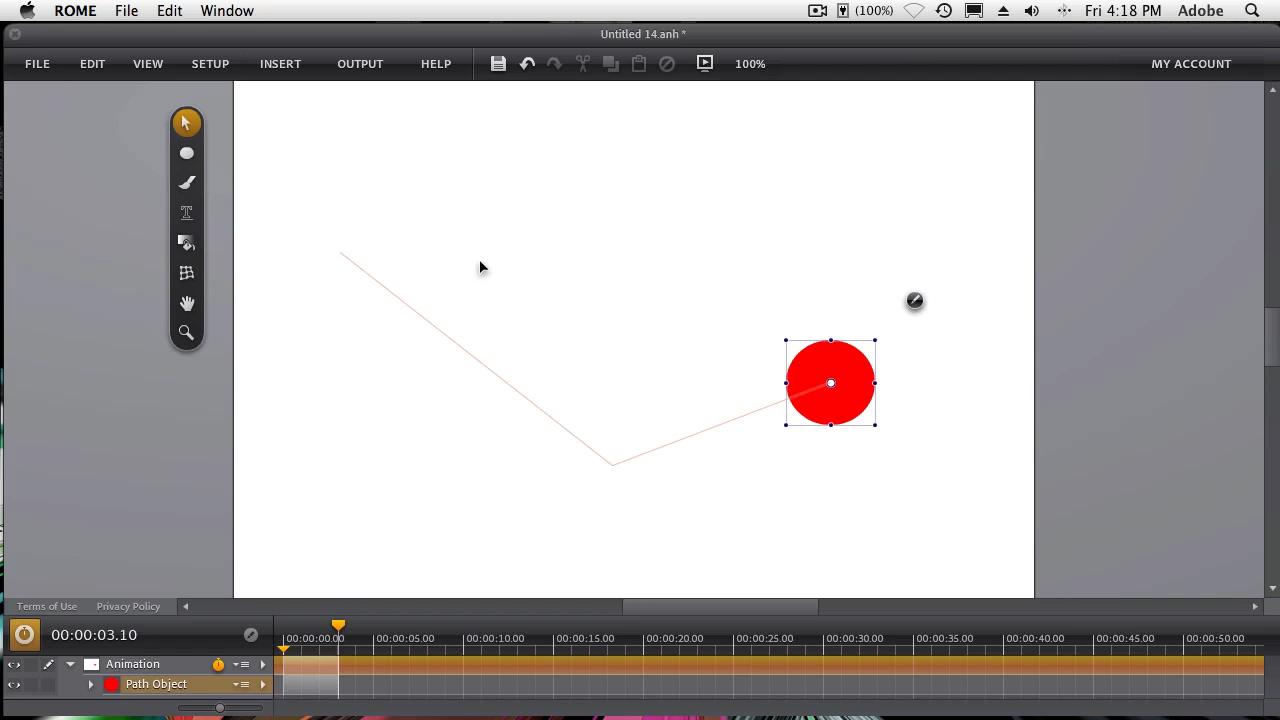 ROME File Edit Window (100%) Fri 4:18 PM Adobe
Untitled 14.anh *
FILE EDIT VIEW SETUP INSERT OUTPUT HELP 100% MY ACCOUNT
Terms of Use Privacy Policy
00:00:03.10 00:00:00.00 00:00:05.00 00:00:10.00 00:00:15.00 00:00:20.00 00:00:25.00 00:00:30.00 00:00:35.00 00:00:40.00 00:00:45.00 00:00:50.00
Animation
Path Object